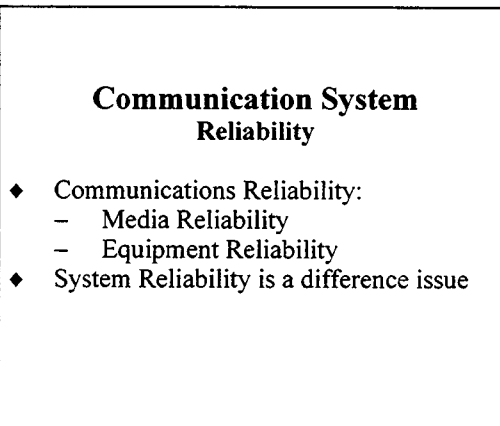 Communication System
Reliability
♦ Communications Reliability:
– Media Reliability
– Equipment Reliability
♦ System Reliability is a difference issue